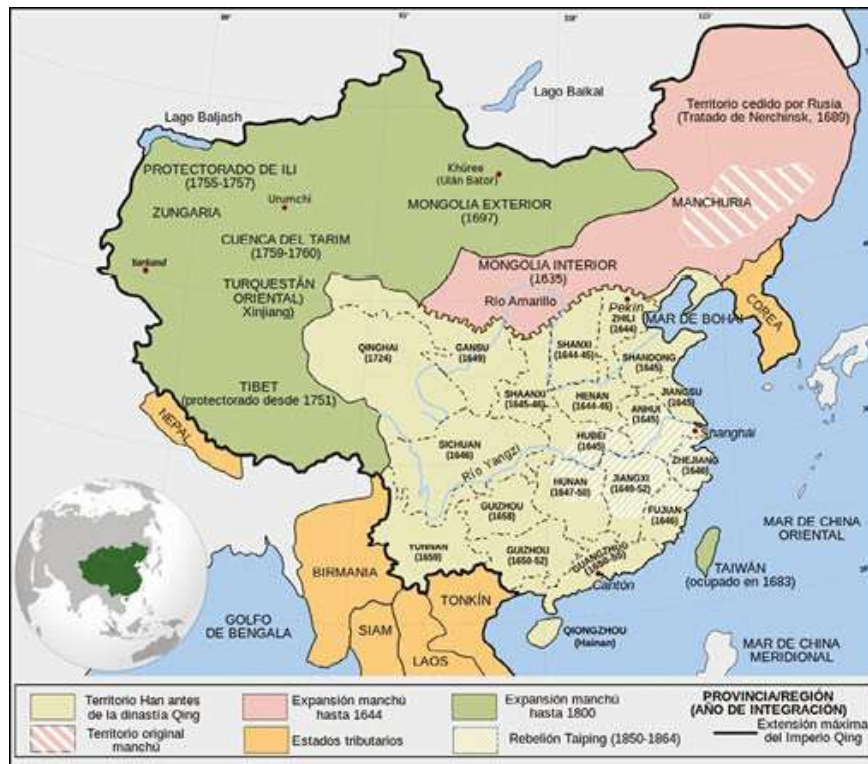 Lago Baikal
Lago Baljash
Territorio cedido por Rusia
(Tratado de Nerchinsk, 1689)
PROTECTORADO DE ILI
(1755-1757)
Khüree
(Ulán Bator)
ZUNGARIA
Urumchi
MONGOLIA EXTERIOR
(1697)
MANCHURIA
CUENCA DEL TARIM
(1759-1760)
Yarkand
MONGOLIA INTERIOR
(1635)
TURQUESTÁN
ORIENTAL)
Xinjiang)
Río Amarillo
Pekín
ZHILI
(1644)
MAR DE BOHAI
COREA
QINGHAI
(1724)
GANSU
(1649)
SHANXI
(1644-45)
SHANDONG
(1645)
TIBET
(protectorado desde 1751)
SHAANXI
(1645-46)
HENAN
(1644-45)
JIANGSU
(1645)
ANHUI
(1645)
NEPAL
SICHUAN
(1646)
Río Yangzi
HUBEI
(1645)
Shanghái
ZHEJIANG
(1646)
HUNAN
(1647-50)
JIANGXI
(1649-52)
GUIZHOU
(1658)
FUJIAN
(1646)
MAR DE CHINA
ORIENTAL
YUNNAN
(1659)
GUIZHOU
(1650-52)
GUANGZHUO
Cantón
TAIWÁN
(ocupado en 1683)
BIRMANIA
TONKÍN
GOLFO
DE BENGALA
SIAM
LAOS
QIONGZHOU
(Hainan)
MAR DE CHINA
MERIDIONAL
Territorio Han antes
de la dinastía Qing
Expansión manchú
hasta 1644
Expansión manchú
hasta 1800
PROVINCIA/REGIÓN
(AÑO DE INTEGRACIÓN)
Territorio original
manchú
Estados tributarios
Rebelión Taiping (1850-1864)
Extensión máxima
del Imperio Qing